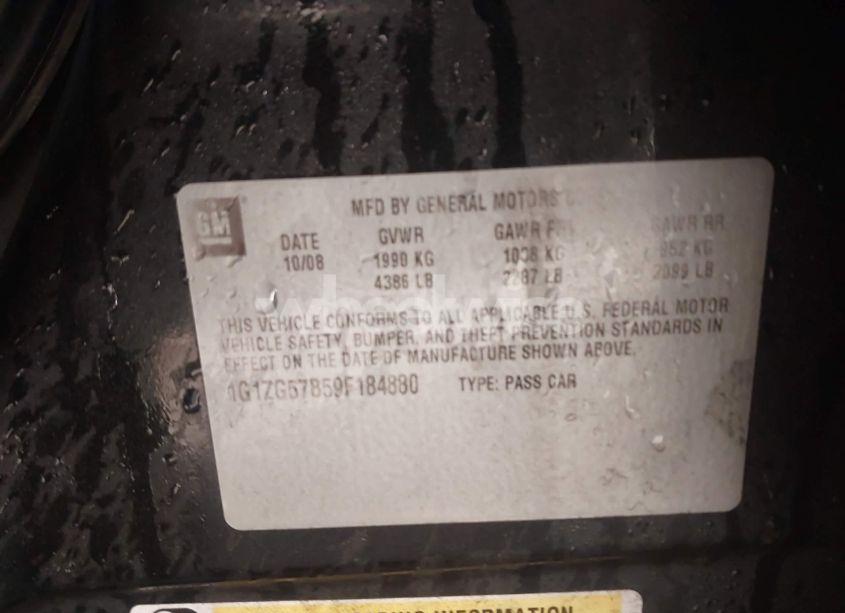 GM
MFD BY GENERAL MOTORS
DATE GVWR GAWR GAWR RR
10/08 1990 KG 1038 KG 952 KG
4386 LB 2287 LB 2099 LB
THIS VEHICLE CONFORMS TO ALL APPLICABLE U.S. FEDERAL MOTOR
VEHICLE SAFETY, BUMPER, AND THEFT PREVENTION STANDARDS IN
EFFECT ON THE DATE OF MANUFACTURE SHOWN ABOVE.
1G1ZG57B59F184880 TYPE: PASS CAR
INFORMATION